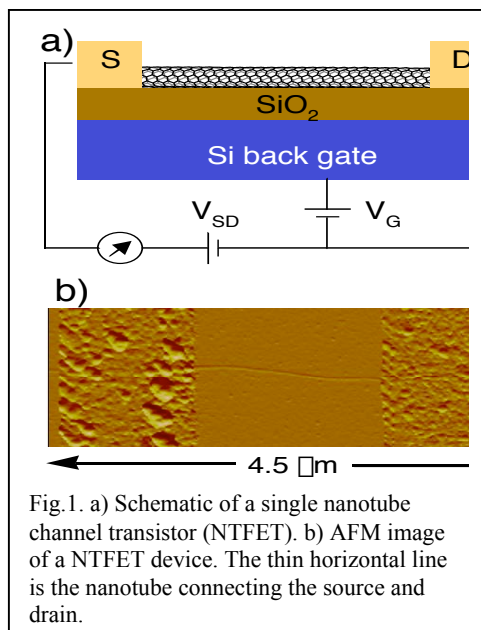 a)
S
D
SiO2
Si back gate
VSD
VG
b)
4.5 □m
Fig.1. a) Schematic of a single nanotube
channel transistor (NTFET). b) AFM image
of a NTFET device. The thin horizontal line
is the nanotube connecting the source and
drain.